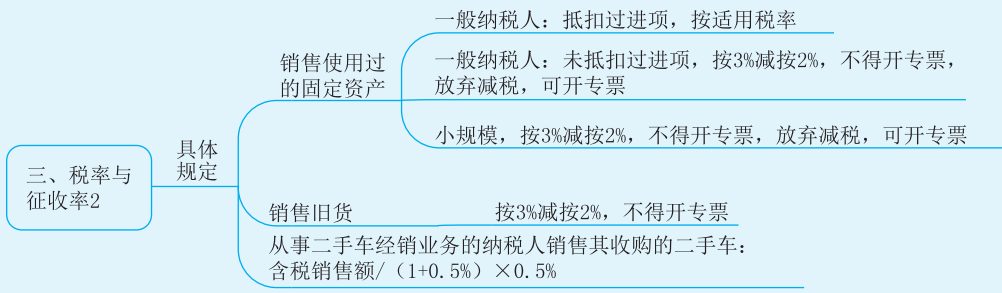 三、税率与
征收率2
具体
规定
销售使用过
的固定资产
一般纳税人：抵扣过进项，按适用税率
一般纳税人：未抵扣过进项，按3%减按2%，不得开专票，
放弃减税，可开专票
小规模，按3%减按2%，不得开专票，放弃减税，可开专票
销售旧货
按3%减按2%，不得开专票
从事二手车经销业务的纳税人销售其收购的二手车：
含税销售额/（1+0.5%）×0.5%